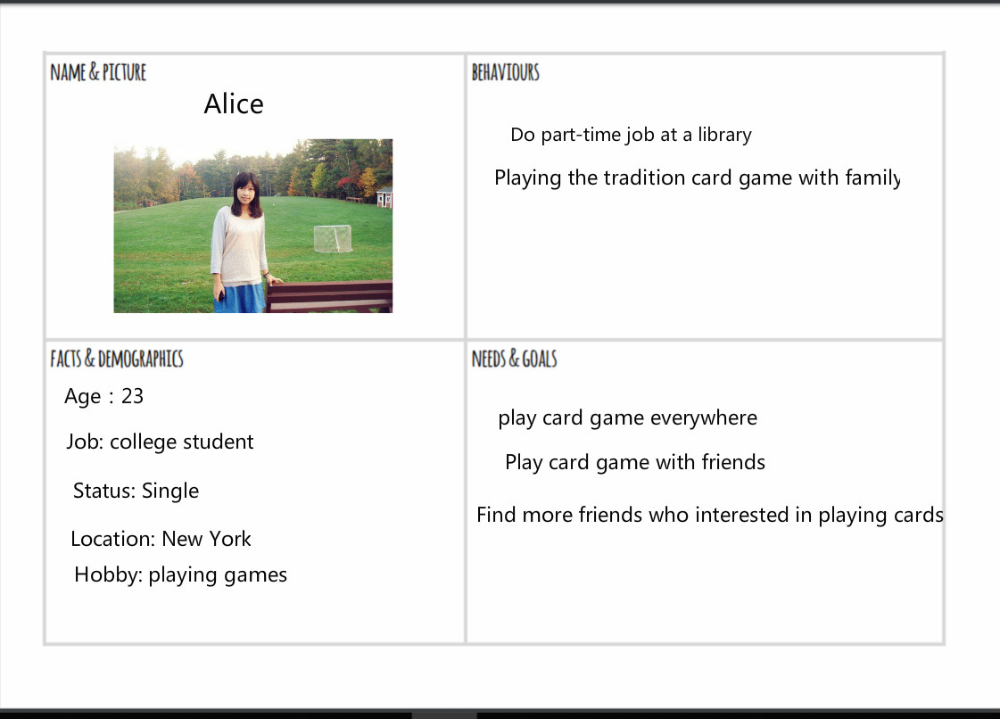 NAME & PICTURE
Alice
BEHAVIOURS
Do part-time job at a library
Playing the tradition card game with family
FACTS & DEMOGRAPHICS
Age : 23
Job: college student
Status: Single
Location: New York
Hobby: playing games
NEEDS & GOALS
play card game everywhere
Play card game with friends
Find more friends who interested in playing cards